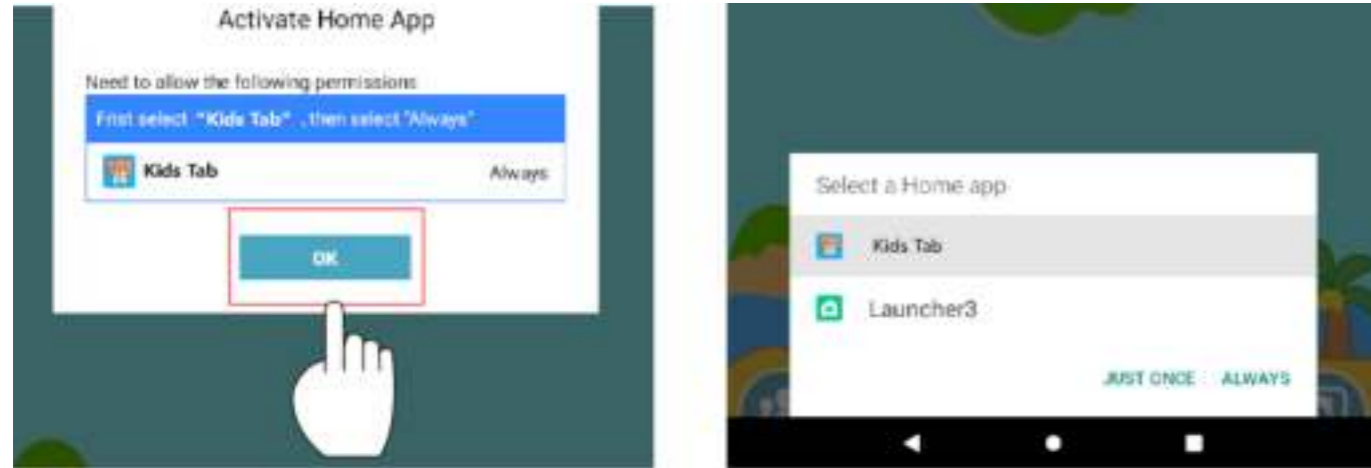 Activate Home App
Need to allow the following permissions
Frist select "Kids Tab" , then select "Always"
Kids Tab Always
OK
Select a Home app
Kids Tab
Launcher3
JUST ONCE ALWAYS